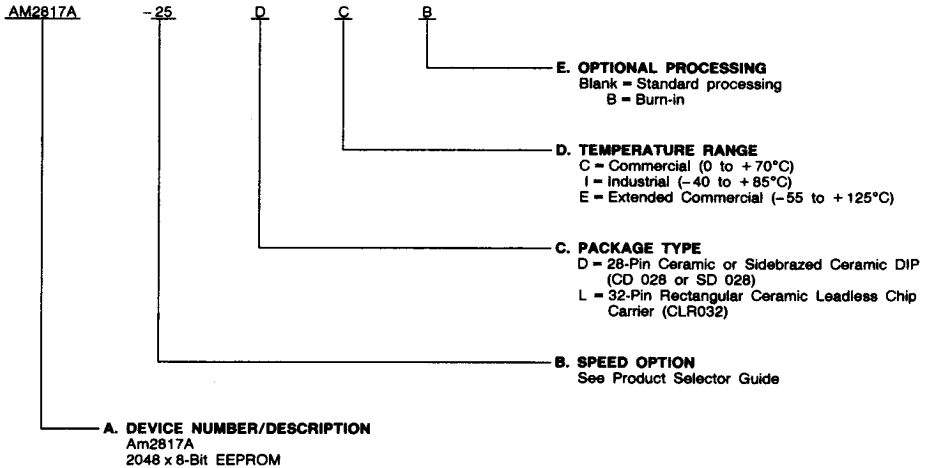 AM2817A -25 D C B
E. OPTIONAL PROCESSING
Blank = Standard processing
B = Burn-in
D. TEMPERATURE RANGE
C = Commercial (0 to +70°C)
I = Industrial (-40 to +85°C)
E = Extended Commercial (-55 to +125°C)
C. PACKAGE TYPE
D = 28-Pin Ceramic or Sidebrazed Ceramic DIP
(CD 028 or SD 028)
L = 32-Pin Rectangular Ceramic Leadless Chip
Carrier (CLR032)
B. SPEED OPTION
See Product Selector Guide
A. DEVICE NUMBER/DESCRIPTION
Am2817A
2048 x 8-Bit EEPROM